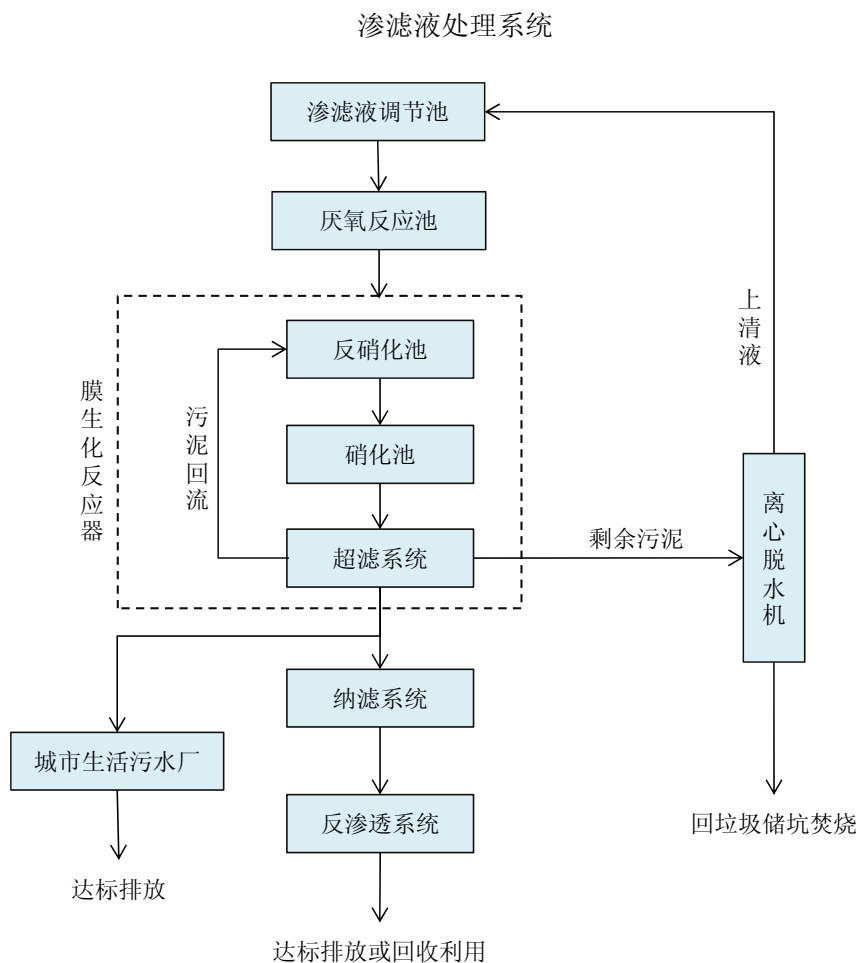 渗滤液处理系统
渗滤液调节池
厌氧反应池
上清液
膜生化反应器
污泥回流
反硝化池
硝化池
超滤系统
剩余污泥
离心脱水机
纳滤系统
城市生活污水厂
反渗透系统
回垃圾储坑焚烧
达标排放
达标排放或回收利用